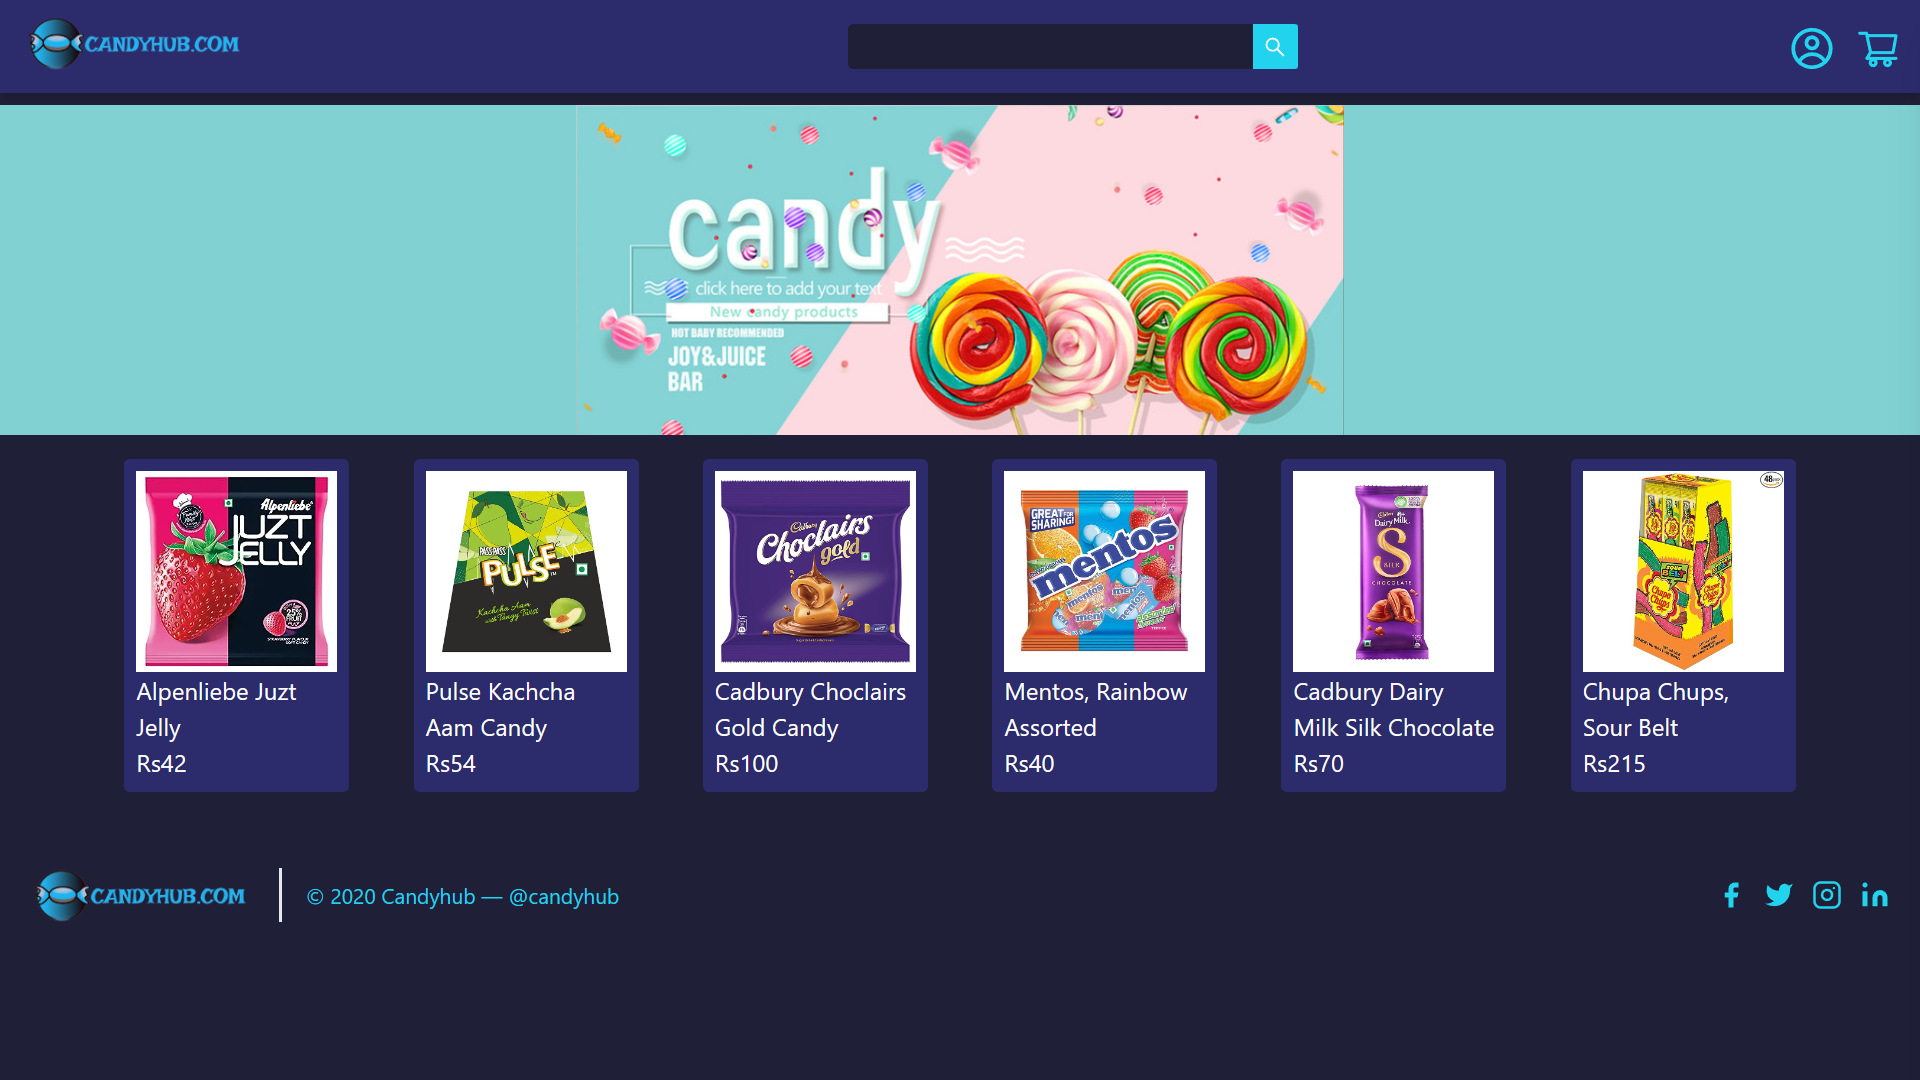 CANDYHUB.COM
candy
click here to add your text
New candy products
HOT BABY RECOMMENDED
JOY&JUICE
BAR
Alpenliebe
JUZT
JELLY
PASS PASS
PULSE
Kachcha Aam
with Tangy Twist
Cadbury
Choclairs
gold
GREAT FOR
SHARING!
mentos
mentos
Cadbury
Dairy Milk
S
SILK
CHOCOLATE
48
SOUR
BELT
Chupa
Chups
Alpenliebe Juzt
Jelly
Rs42
Pulse Kachcha
Aam Candy
Rs54
Cadbury Choclairs
Gold Candy
Rs100
Mentos, Rainbow
Assorted
Rs40
Cadbury Dairy
Milk Silk Chocolate
Rs70
Chupa Chups,
Sour Belt
Rs215
CANDYHUB.COM
© 2020 Candyhub — @candyhub